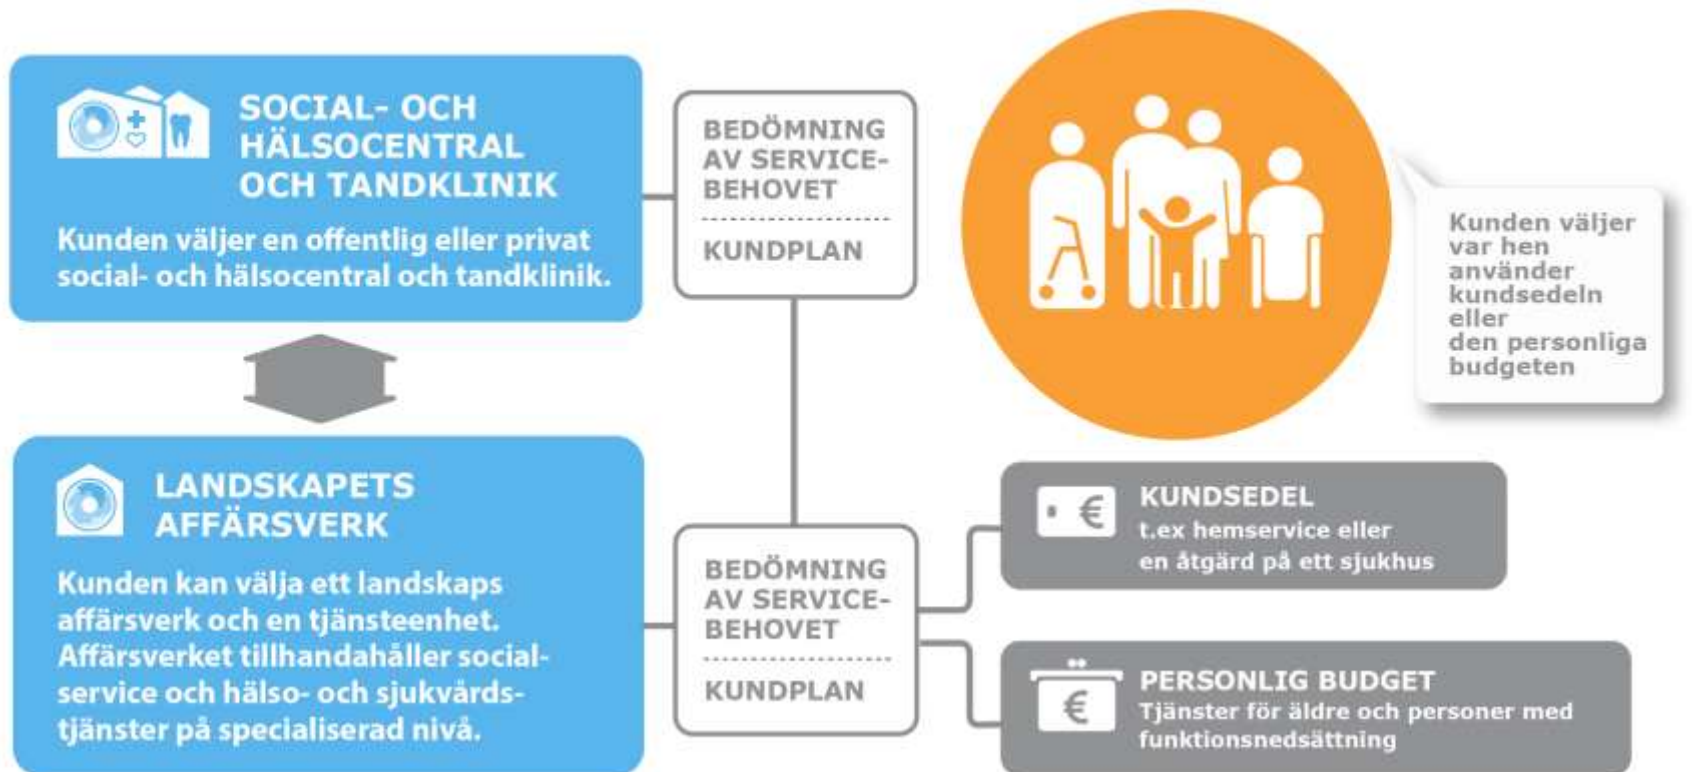 SOCIAL- OCH
HÄLSOCENTRAL
OCH TANDKLINIK
Kunden väljer en offentlig eller privat
social- och hälsocentral och tandklinik.
BEDÖMNING
AV SERVICE-
BEHOVET
KUNDPLAN
Kunden väljer
var hen
använder
kundsedeln
eller
den personliga
budgeten
LANDSKAPETS
AFFÄRSVERK
Kunden kan välja ett landskaps
affärsverk och en tjänsteenhet.
Affärsverket tillhandahåller social-
service och hälso- och sjukvårds-
tjänster på specialiserad nivå.
BEDÖMNING
AV SERVICE-
BEHOVET
KUNDPLAN
€
KUNDSEDEL
t.ex hemservice eller
en åtgärd på ett sjukhus
€
PERSONLIG BUDGET
Tjänster för äldre och personer med
funktionsnedsättning